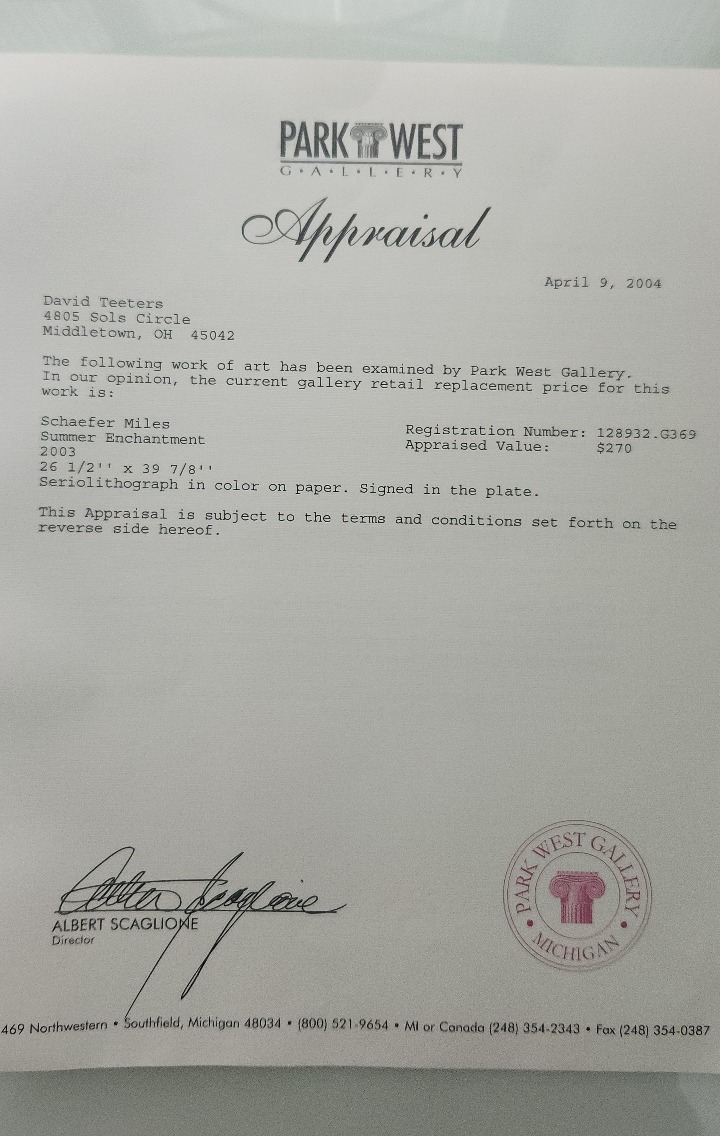 PARK WEST
G•A•L•L•E•R•Y
Appraisal
April 9, 2004
David Teeters
4805 Sols Circle
Middletown, OH 45042
The following work of art has been examined by Park West Gallery.
In our opinion, the current gallery retail replacement price for this
work is:
Schaefer Miles
Summer Enchantment
2003
26 1/2'' x 39 7/8''
Seriolithograph in color on paper. Signed in the plate.
Registration Number: 128932.G369
Appraised Value: $270
This Appraisal is subject to the terms and conditions set forth on the
reverse side hereof.
Albert Scaglione
ALBERT SCAGLIONE
Director
PARK WEST GALLERY
• MICHIGAN •
469 Northwestern • Southfield, Michigan 48034 • (800) 521-9654 • MI or Canada (248) 354-2343 • Fax (248) 354-0387